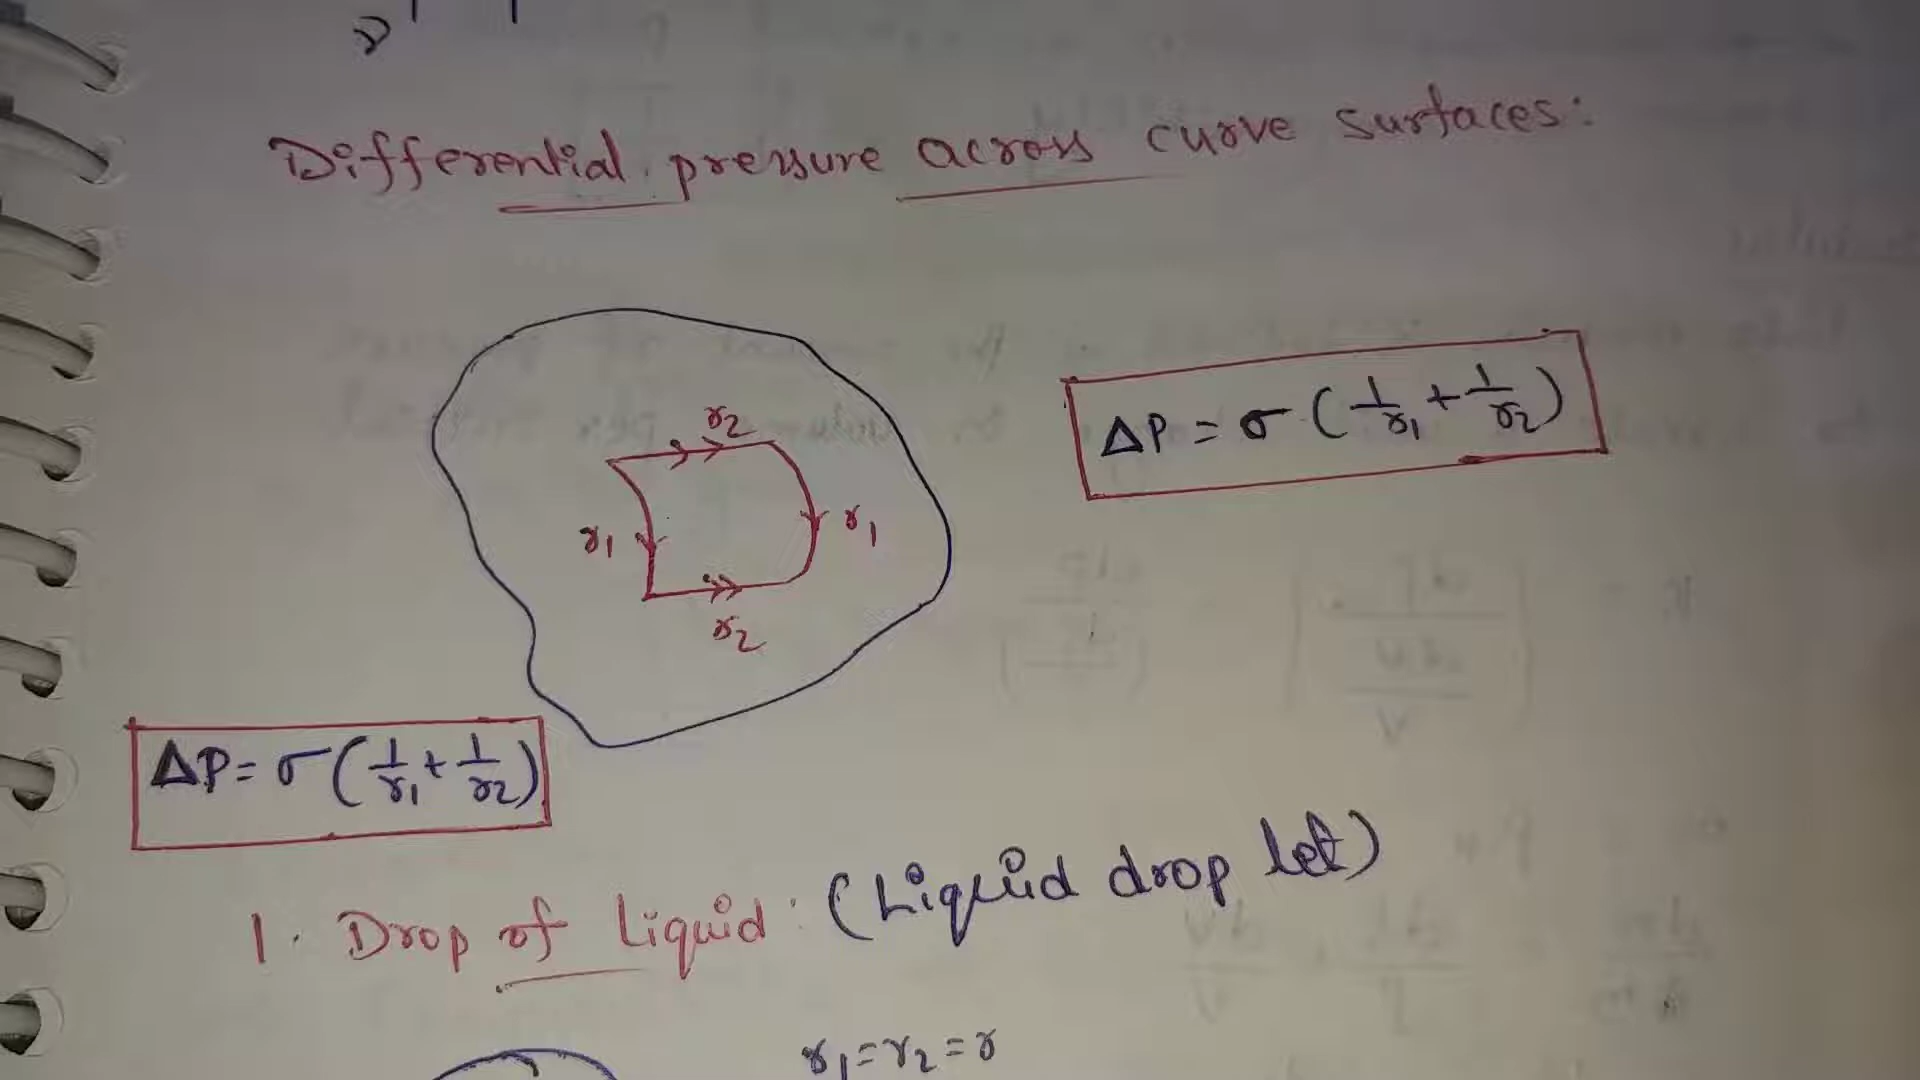 Differential pressure across curve surfaces:
r2
ΔP = σ (1/r1 + 1/r2)
r1 r1
r2
ΔP = σ (1/r1 + 1/r2)
1. Drop of liquid: (Liquid drop let)
r1 = r2 = r